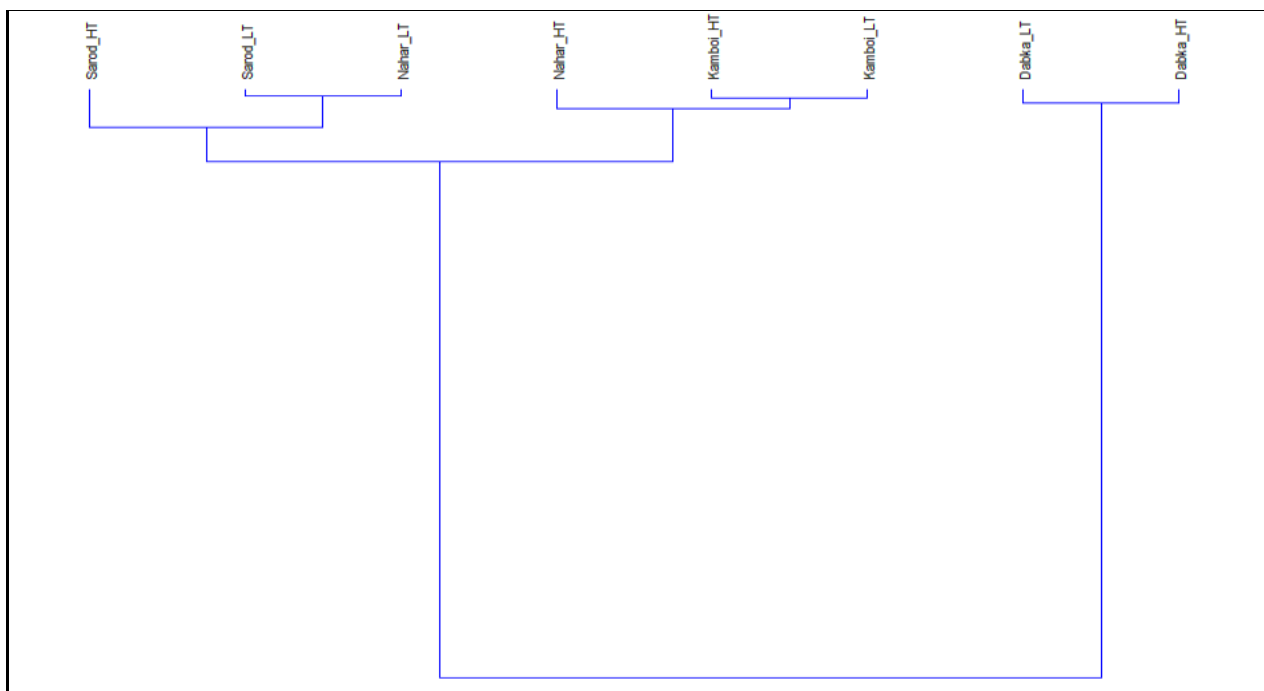 Sarod_HT
Sarod_LT
Nahar_LT
Nahar_HT
Kamboi_HT
Kamboi_LT
Dabka_LT
Dabka_HT